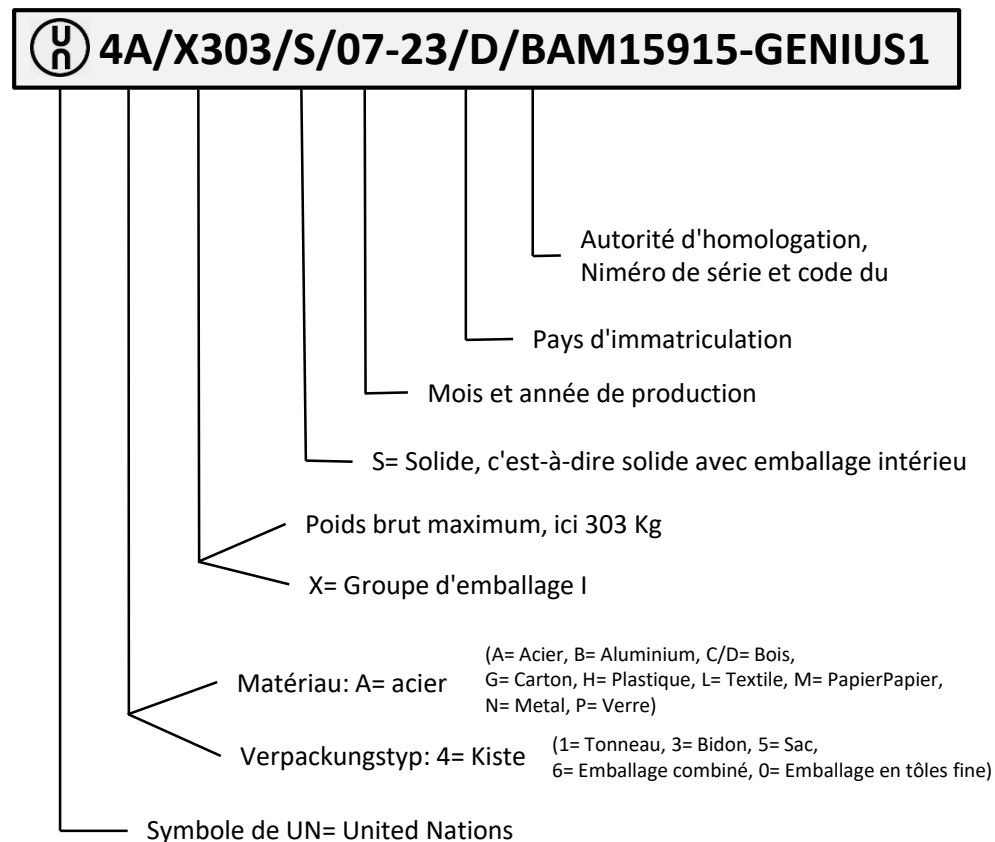 UN 4A/X303/S/07-23/D/BAM15915-GENIUS1
Autorité d'homologation,
Niméro de série et code du
Pays d'immatriculation
Mois et année de production
S= Solide, c'est-à-dire solide avec emballage intérieu
Poids brut maximum, ici 303 Kg
X= Groupe d'emballage I
Matériau: A= acier
(A= Acier, B= Aluminium, C/D= Bois,
G= Carton, H= Plastique, L= Textile, M= PapierPapier,
N= Metal, P= Verre)
Verpackungstyp: 4= Kiste
(1= Tonneau, 3= Bidon, 5= Sac,
6= Emballage combiné, 0= Emballage en tôles fine)
Symbole de UN= United Nations